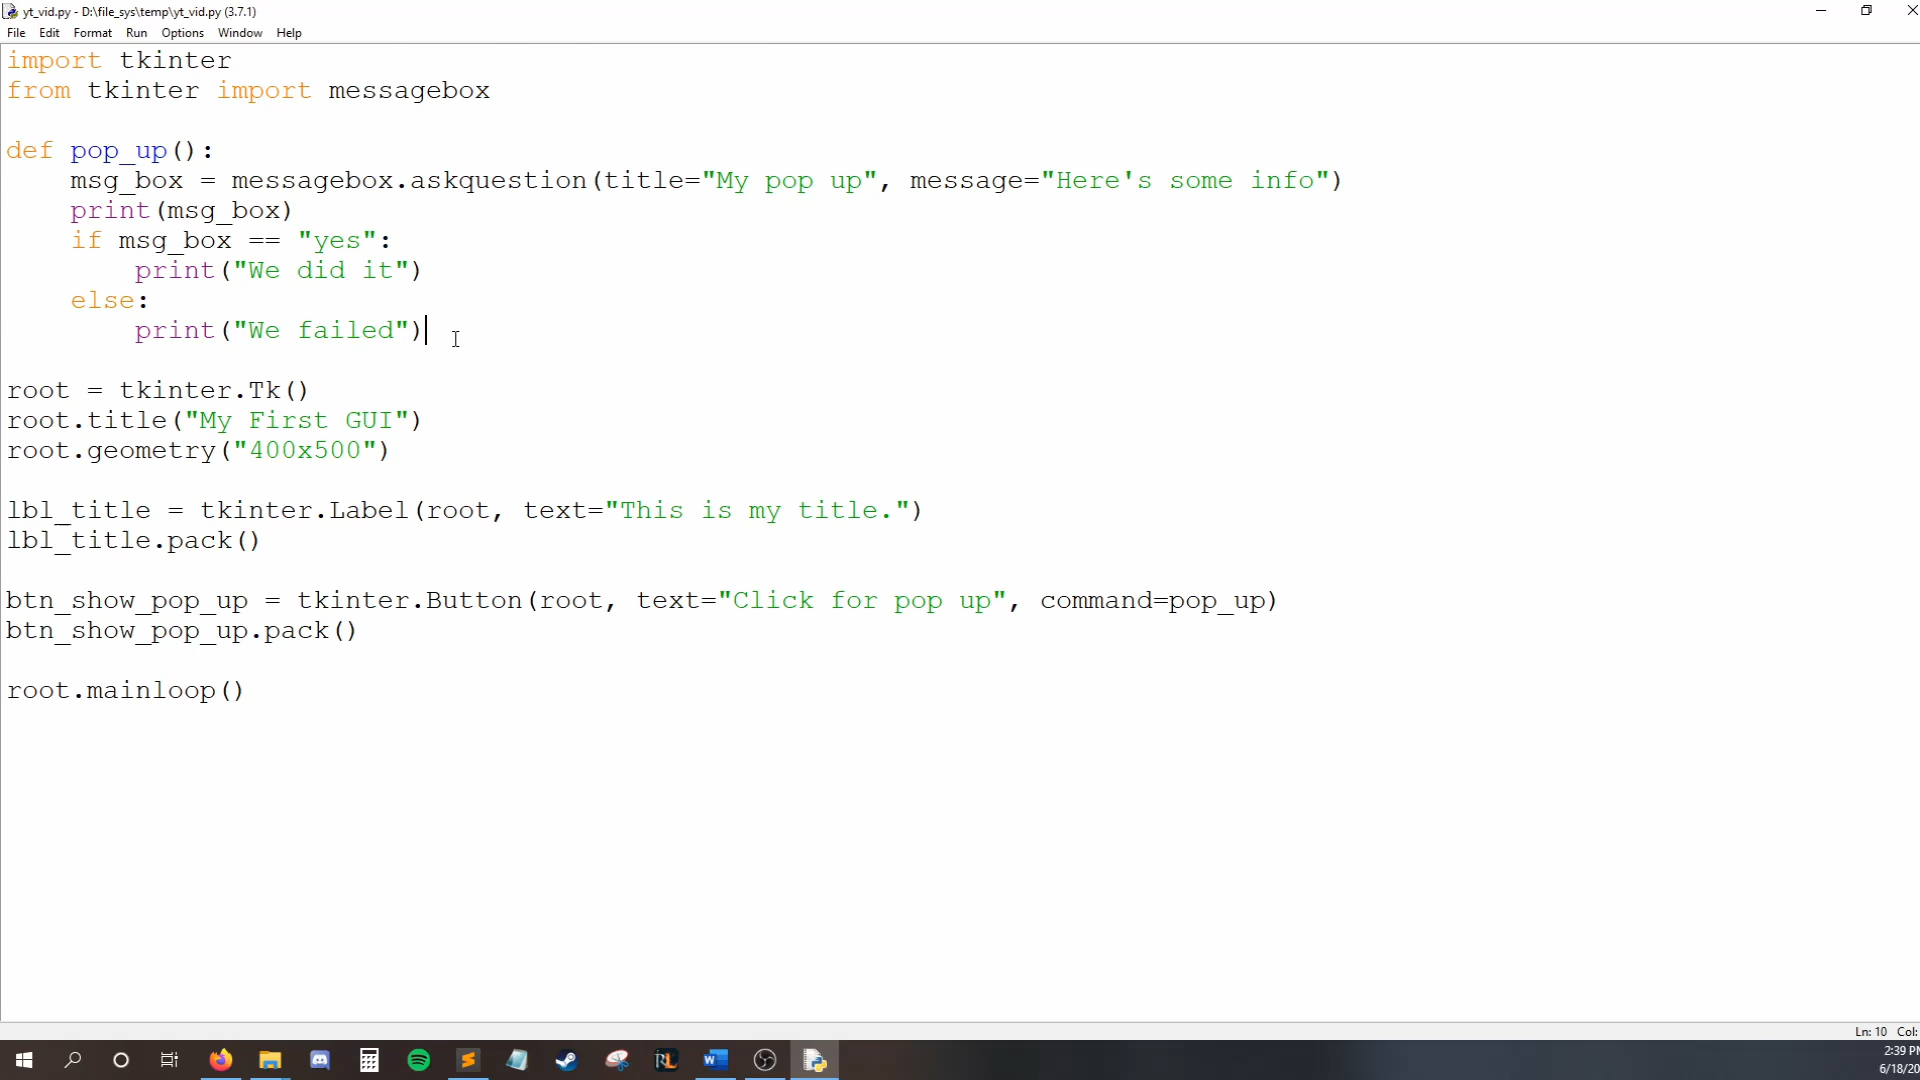 yt_vid.py - D:\file_sys\temp\yt_vid.py (3.7.1)
File Edit Format Run Options Window Help
import tkinter
from tkinter import messagebox
def pop_up():
    msg_box = messagebox.askquestion(title="My pop up", message="Here's some info")
    print(msg_box)
    if msg_box == "yes":
        print("We did it")
    else:
        print("We failed")
root = tkinter.Tk()
root.title("My First GUI")
root.geometry("400x500")
lbl_title = tkinter.Label(root, text="This is my title.")
lbl_title.pack()
btn_show_pop_up = tkinter.Button(root, text="Click for pop up", command=pop_up)
btn_show_pop_up.pack()
root.mainloop()
Ln: 10 Col:
2:39 PM
6/18/20